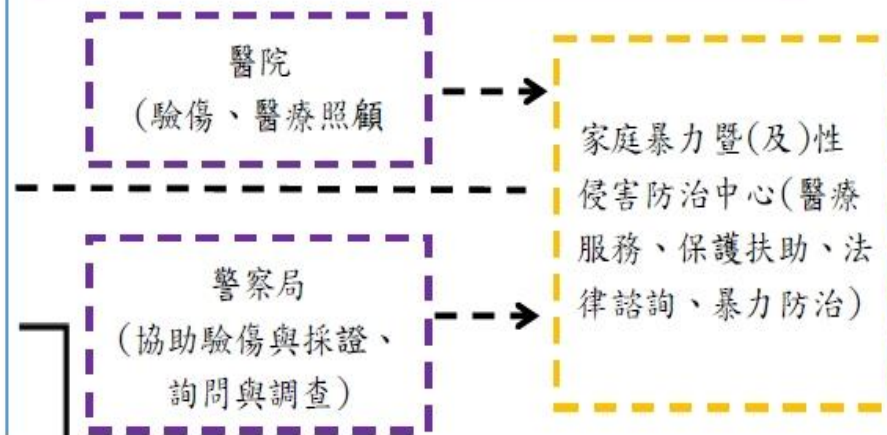 醫院
(驗傷、醫療照顧
家庭暴力暨(及)性
侵害防治中心(醫療
服務、保護扶助、法
律諮詢、暴力防治)
警察局
(協助驗傷與採證、
詢問與調查)